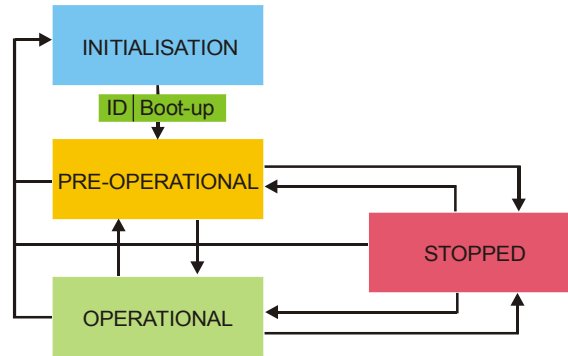 INITIALISATION
ID Boot-up
PRE-OPERATIONAL
STOPPED
OPERATIONAL